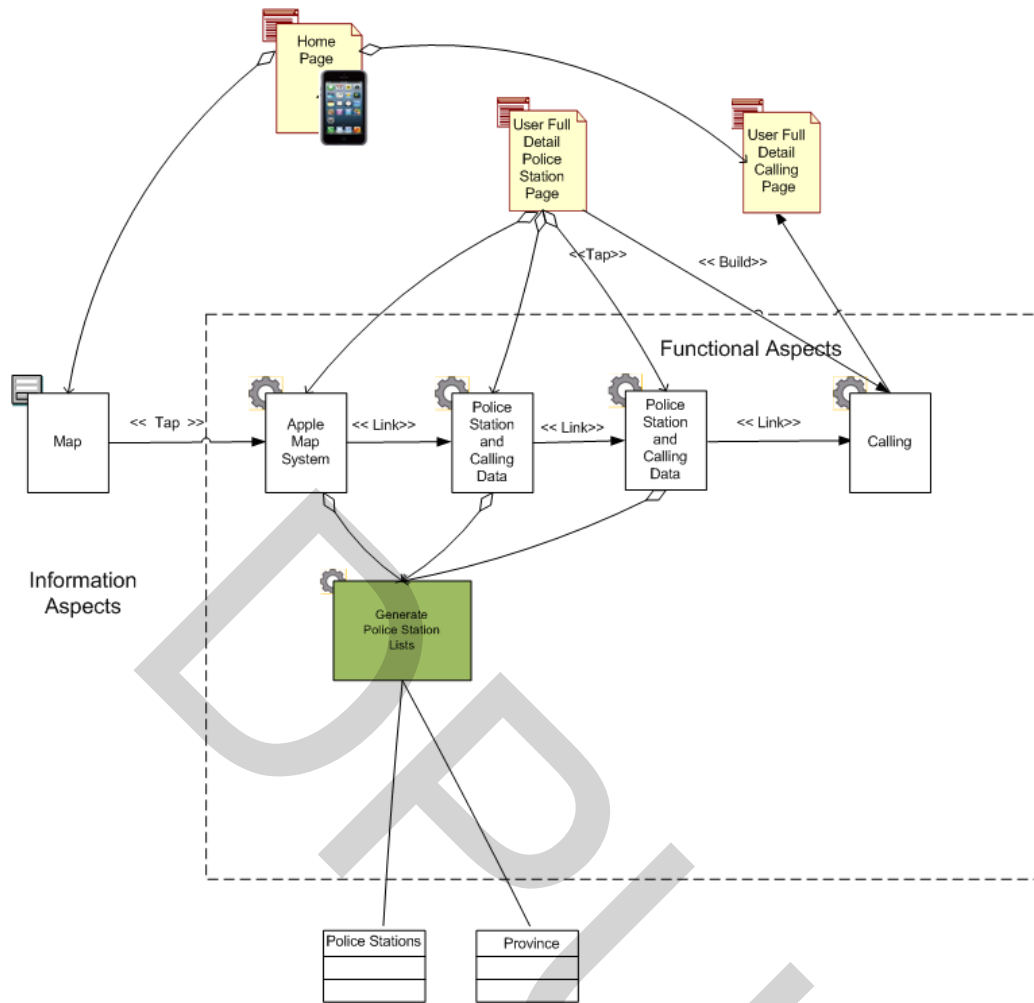 Home
Page
User Full
Detail
Police
Station
Page
User Full
Detail
Calling
Page
<<Tap>>
<< Build>>
Functional Aspects
Map
<< Tap >>
Apple
Map
System
<< Link>>
Police
Station
and
Calling
Data
<< Link>>
Police
Station
and
Calling
Data
<< Link>>
Calling
Information
Aspects
Generate
Police Station
Lists
Police Stations
Province